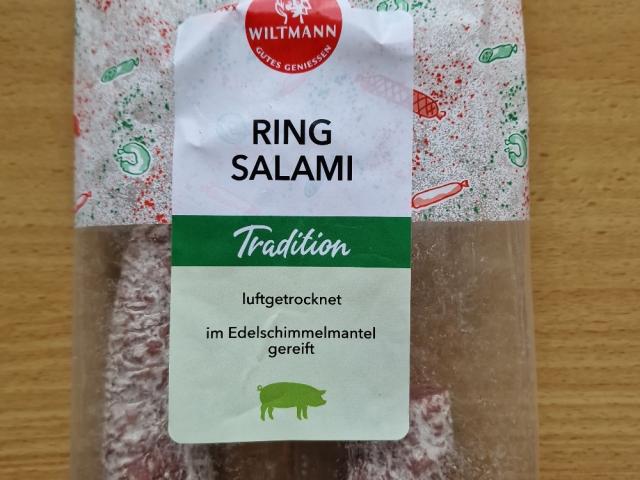 WILTMANN
GUTES GENIESSEN
RING
SALAMI
Tradition
luftgetrocknet
im Edelschimmelmantel
gereift